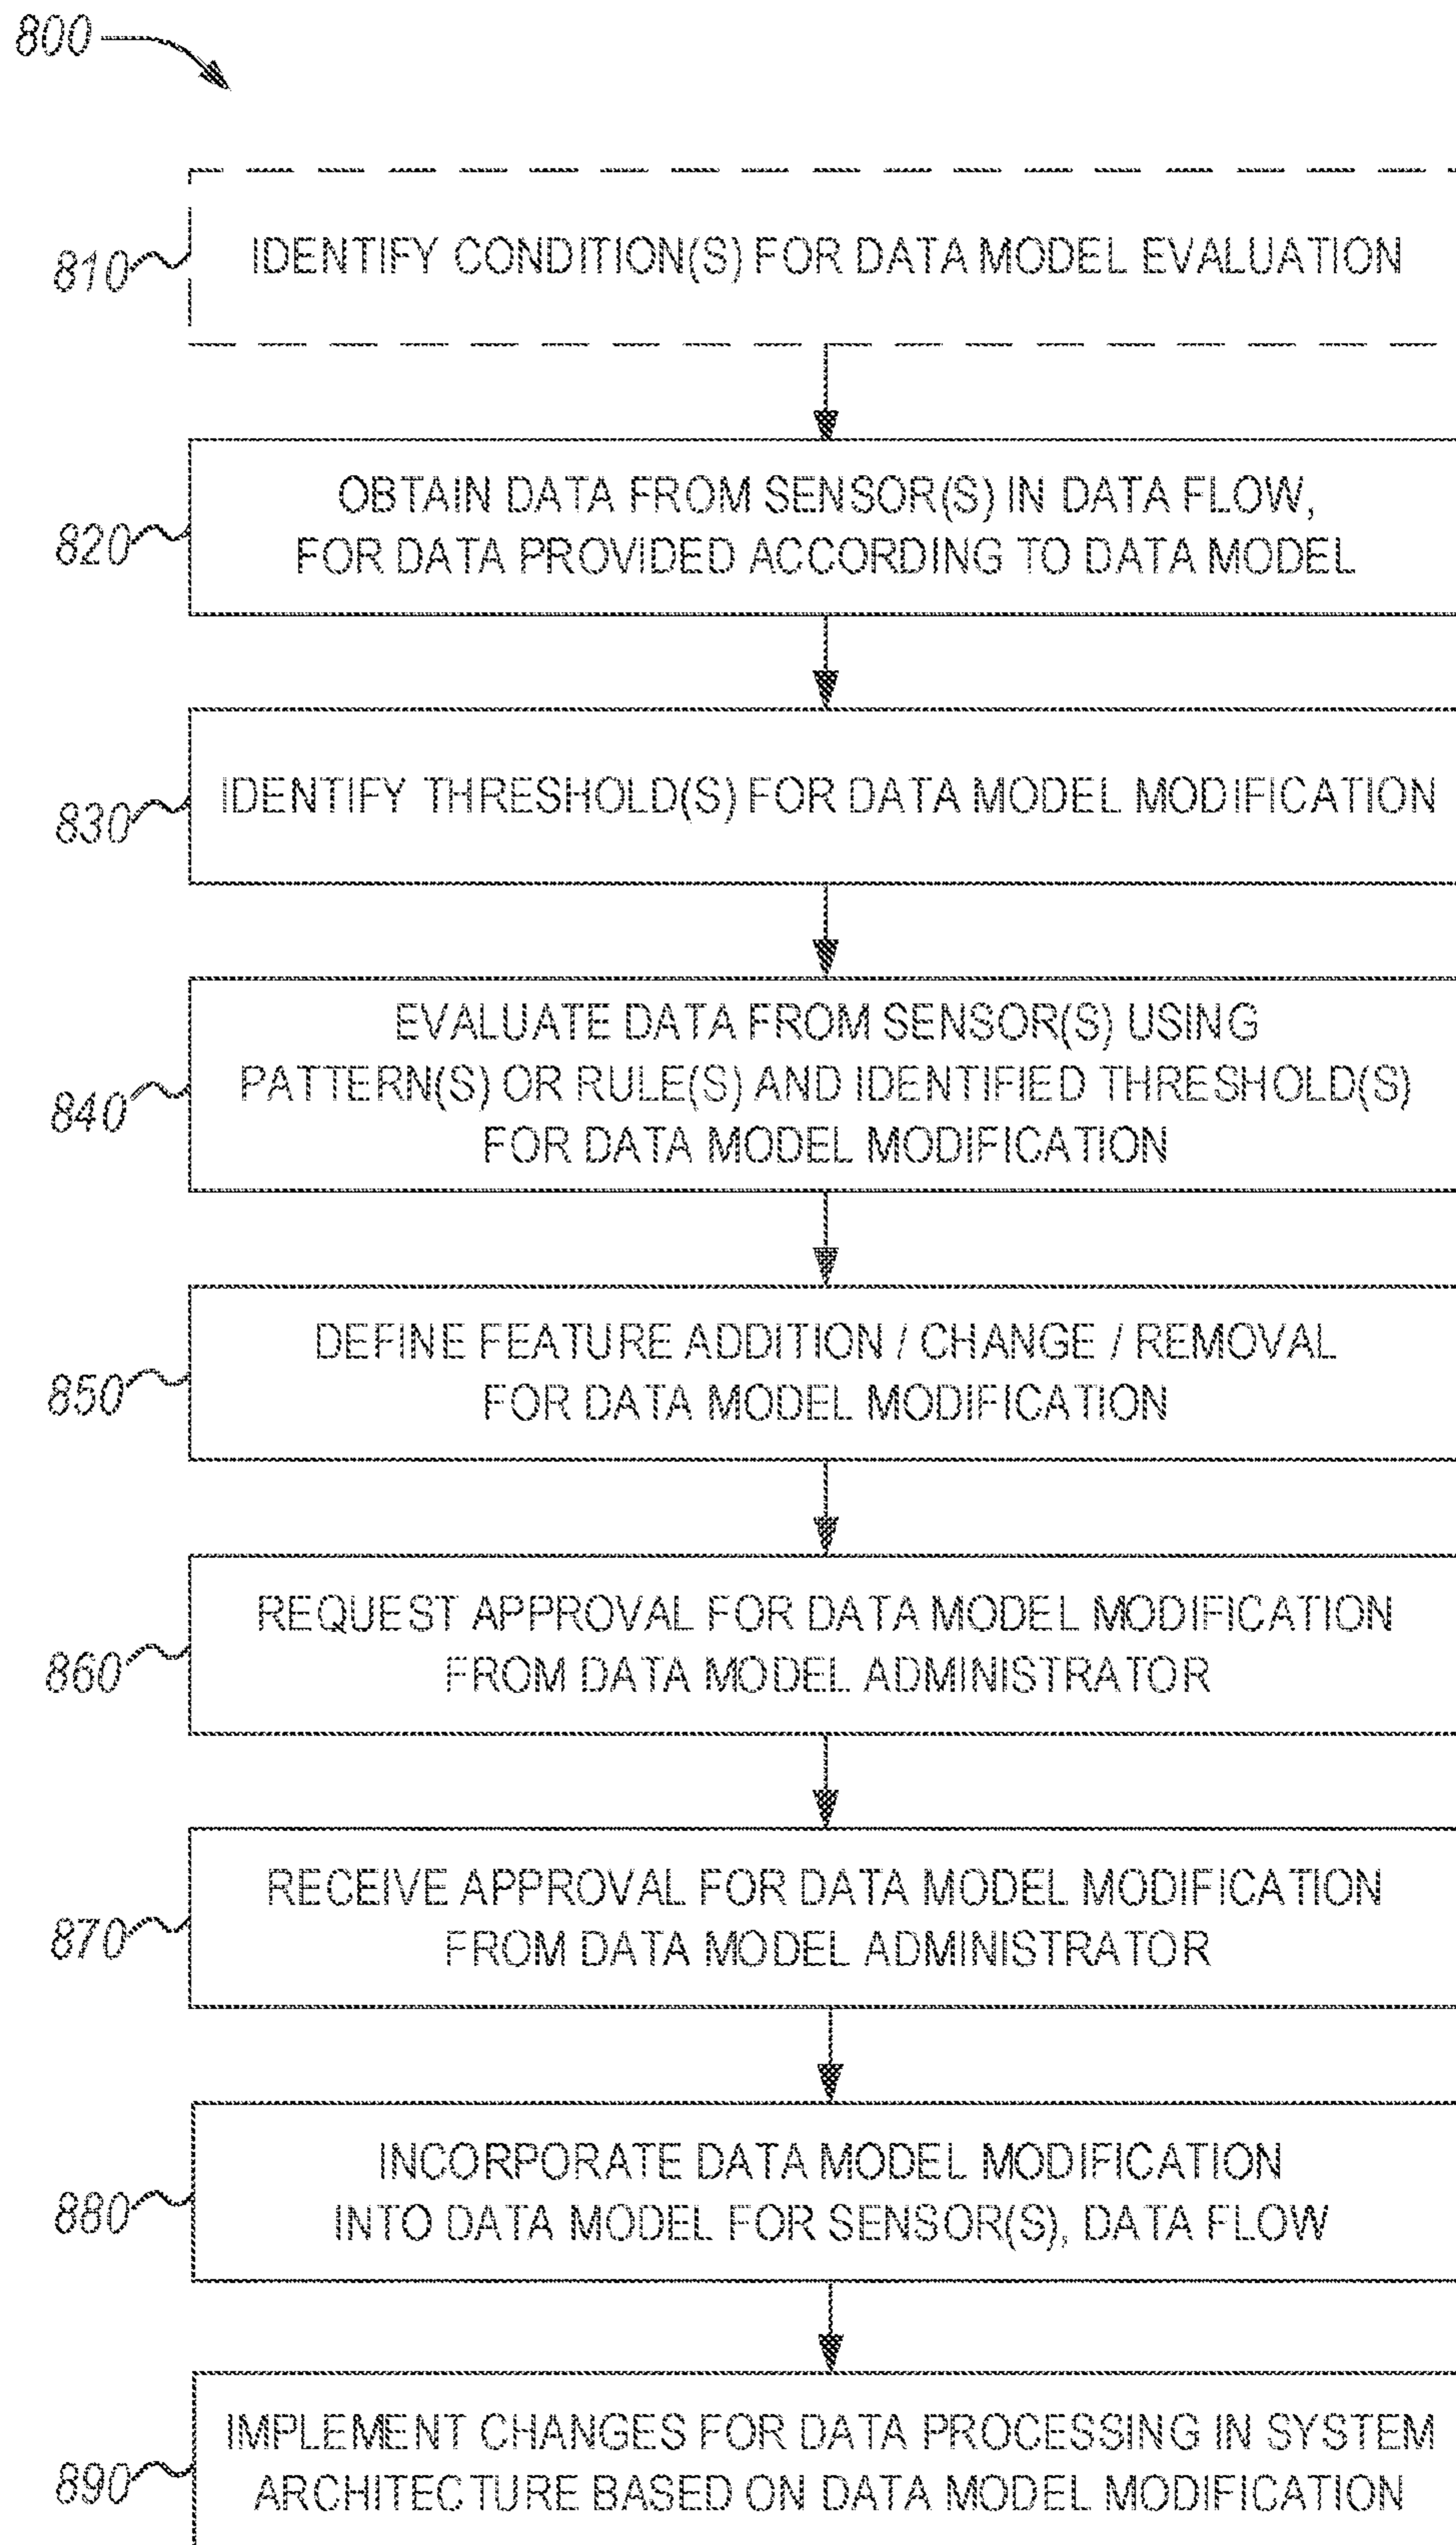 800
810
IDENTIFY CONDITION(S) FOR DATA MODEL EVALUATION
820
OBTAIN DATA FROM SENSOR(S) IN DATA FLOW,
FOR DATA PROVIDED ACCORDING TO DATA MODEL
830
IDENTIFY THRESHOLD(S) FOR DATA MODEL MODIFICATION
840
EVALUATE DATA FROM SENSOR(S) USING
PATTERN(S) OR RULE(S) AND IDENTIFIED THRESHOLD(S)
FOR DATA MODEL MODIFICATION
850
DEFINE FEATURE ADDITION / CHANGE / REMOVAL
FOR DATA MODEL MODIFICATION
860
REQUEST APPROVAL FOR DATA MODEL MODIFICATION
FROM DATA MODEL ADMINISTRATOR
870
RECEIVE APPROVAL FOR DATA MODEL MODIFICATION
FROM DATA MODEL ADMINISTRATOR
880
INCORPORATE DATA MODEL MODIFICATION
INTO DATA MODEL FOR SENSOR(S), DATA FLOW
890
IMPLEMENT CHANGES FOR DATA PROCESSING IN SYSTEM
ARCHITECTURE BASED ON DATA MODEL MODIFICATION